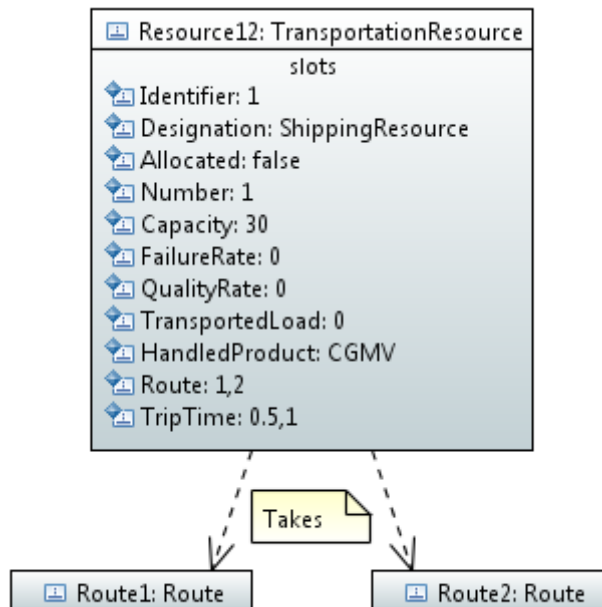 Resource12: TransportationResource
slots
Identifier: 1
Designation: ShippingResource
Allocated: false
Number: 1
Capacity: 30
FailureRate: 0
QualityRate: 0
TransportedLoad: 0
HandledProduct: CGMV
Route: 1,2
TripTime: 0.5,1
Takes
Route1: Route
Route2: Route